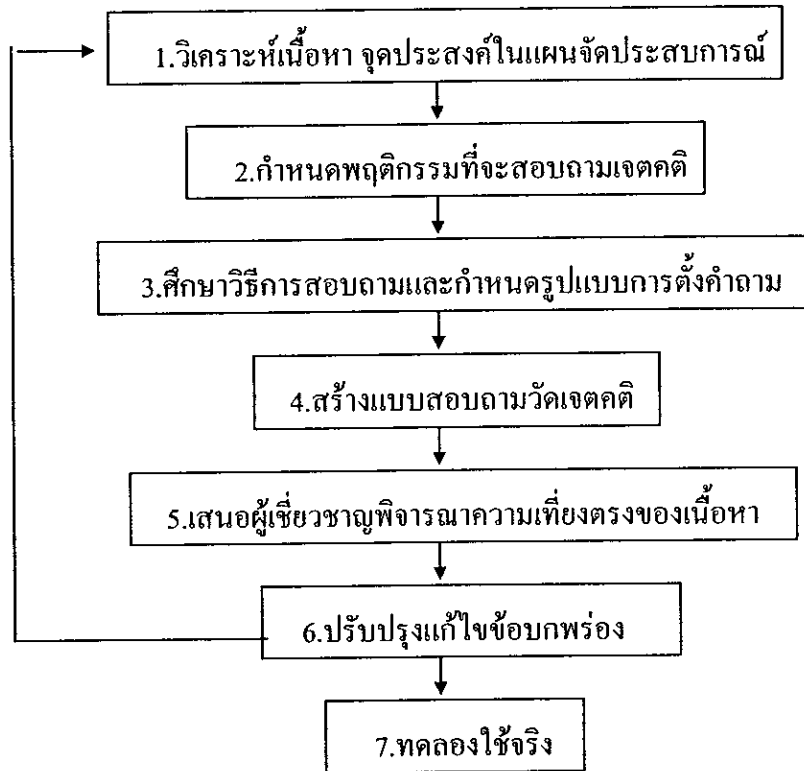 1.วิเคราะห์เนื้อหา จุดประสงค์ในแผนจัดประสบการณ์
2.กำหนดพฤติกรรมที่จะสอบถามเจตคติ
3.ศึกษาวิธีการสอบถามและกำหนดรูปแบบการตั้งคำถาม
4.สร้างแบบสอบถามวัดเจตคติ
5.เสนอผู้เชี่ยวชาญพิจารณาความเที่ยงตรงของเนื้อหา
6.ปรับปรุงแก้ไขข้อบกพร่อง
7.ทดลองใช้จริง